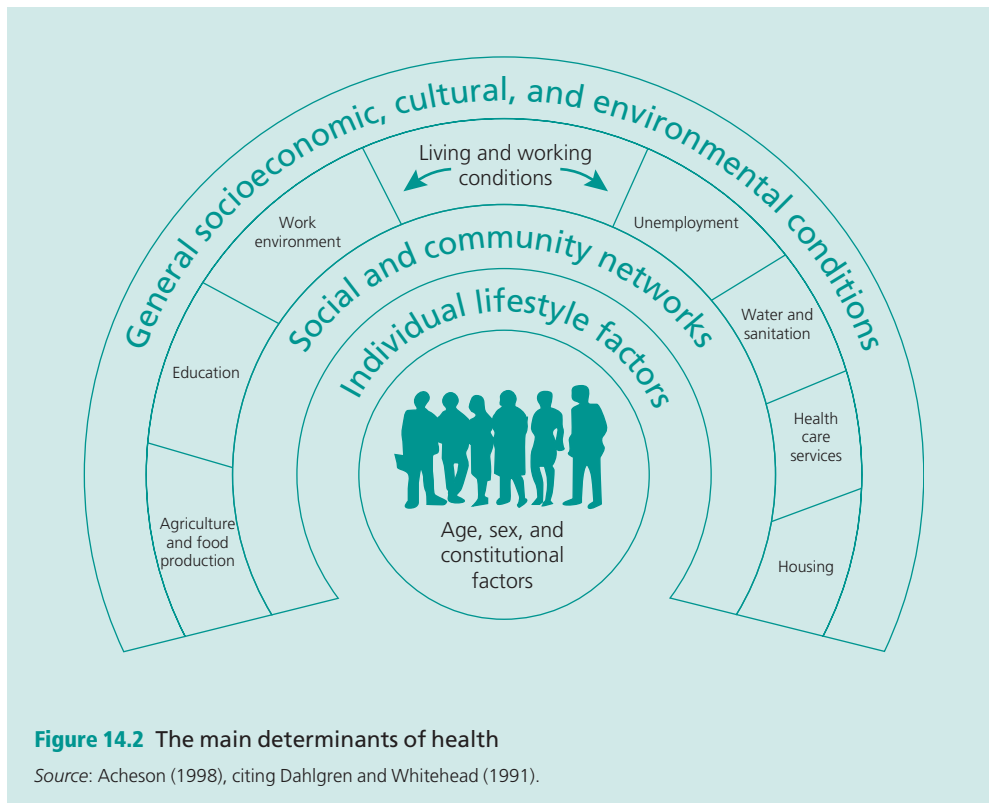 General socioeconomic, cultural, and environmental conditions
Living and working
conditions
Work
environment
Unemployment
Education
Water and
sanitation
Agriculture
and food
production
Health
care
services
Housing
Social and community networks
Individual lifestyle factors
Age, sex, and
constitutional
factors
Figure 14.2 The main determinants of health
Source: Acheson (1998), citing Dahlgren and Whitehead (1991).